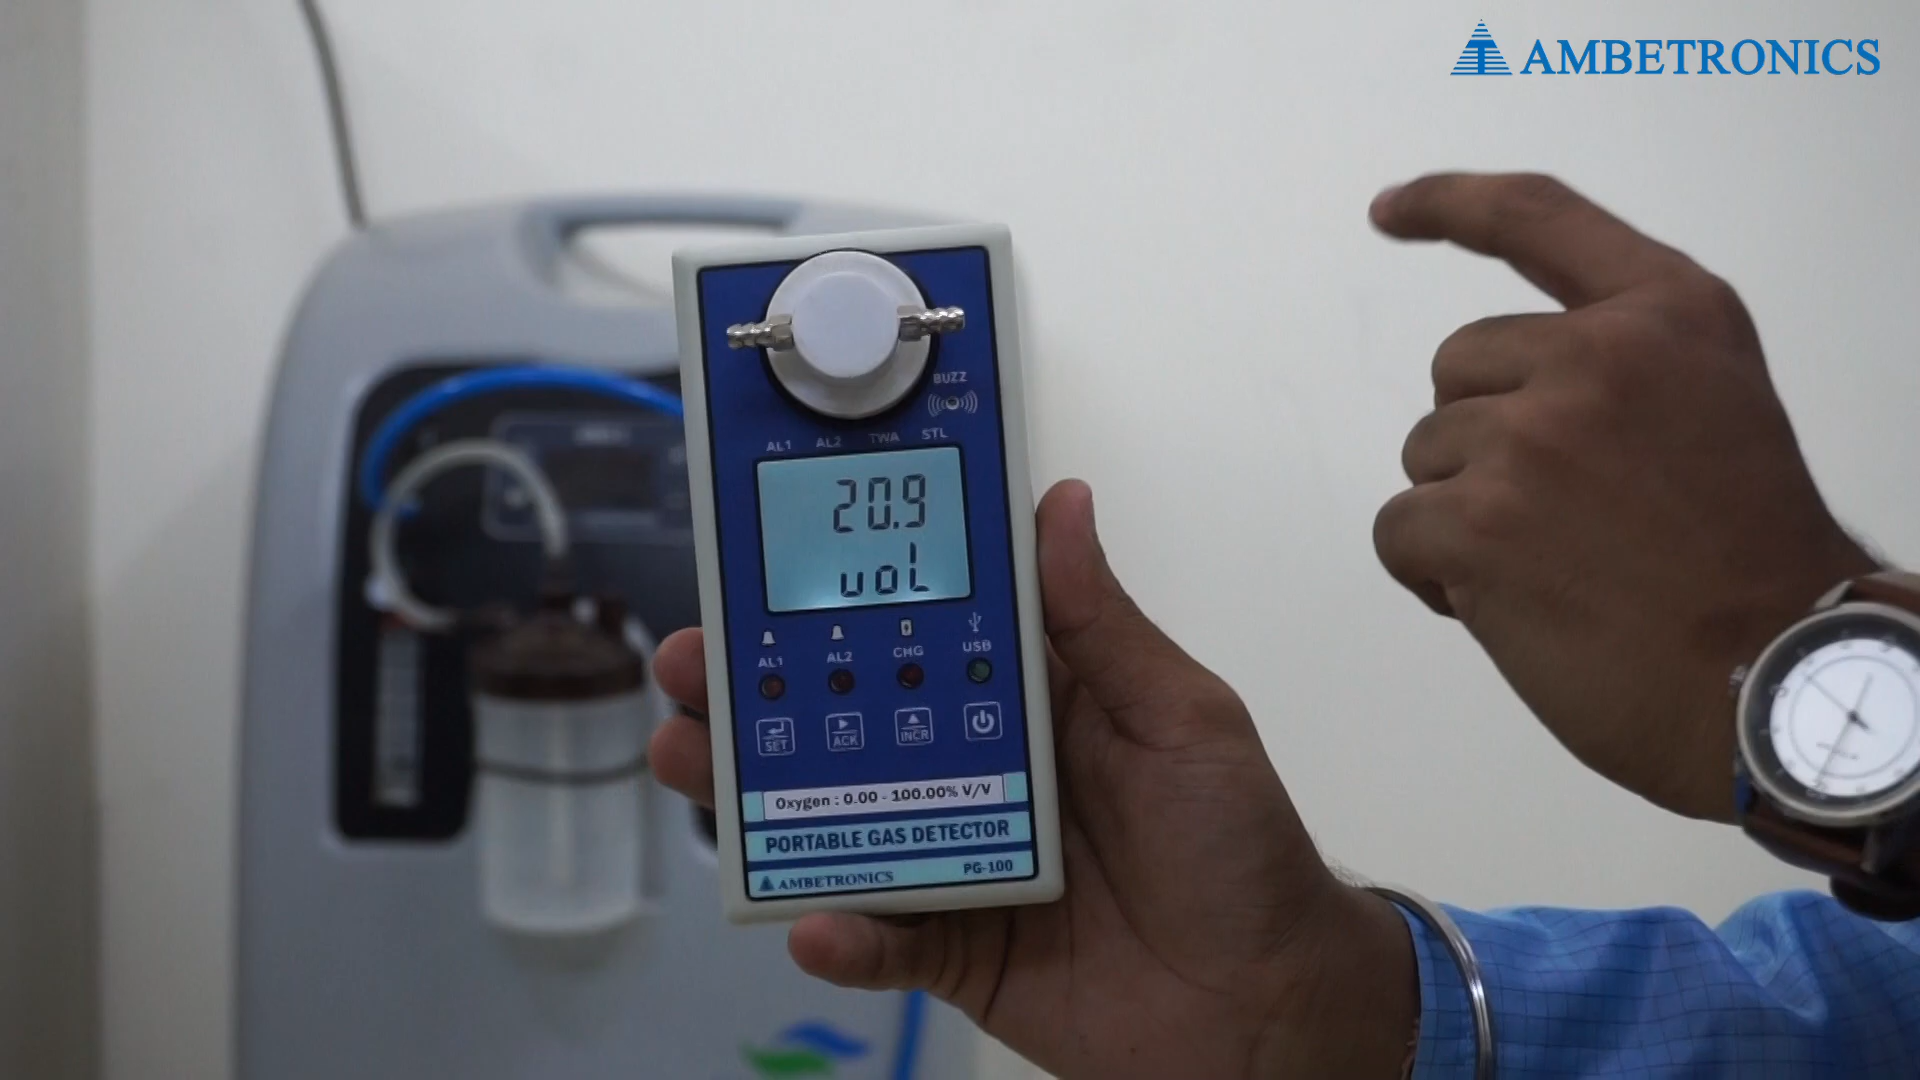 AMBETRONICS
BUZZ
AL1 AL2 TWA STL
20.9
voL
AL1 AL2 CHG USB
SET ACK INCR
Oxygen : 0.00 - 100.00% V/V
PORTABLE GAS DETECTOR
AMBETRONICS PG-100